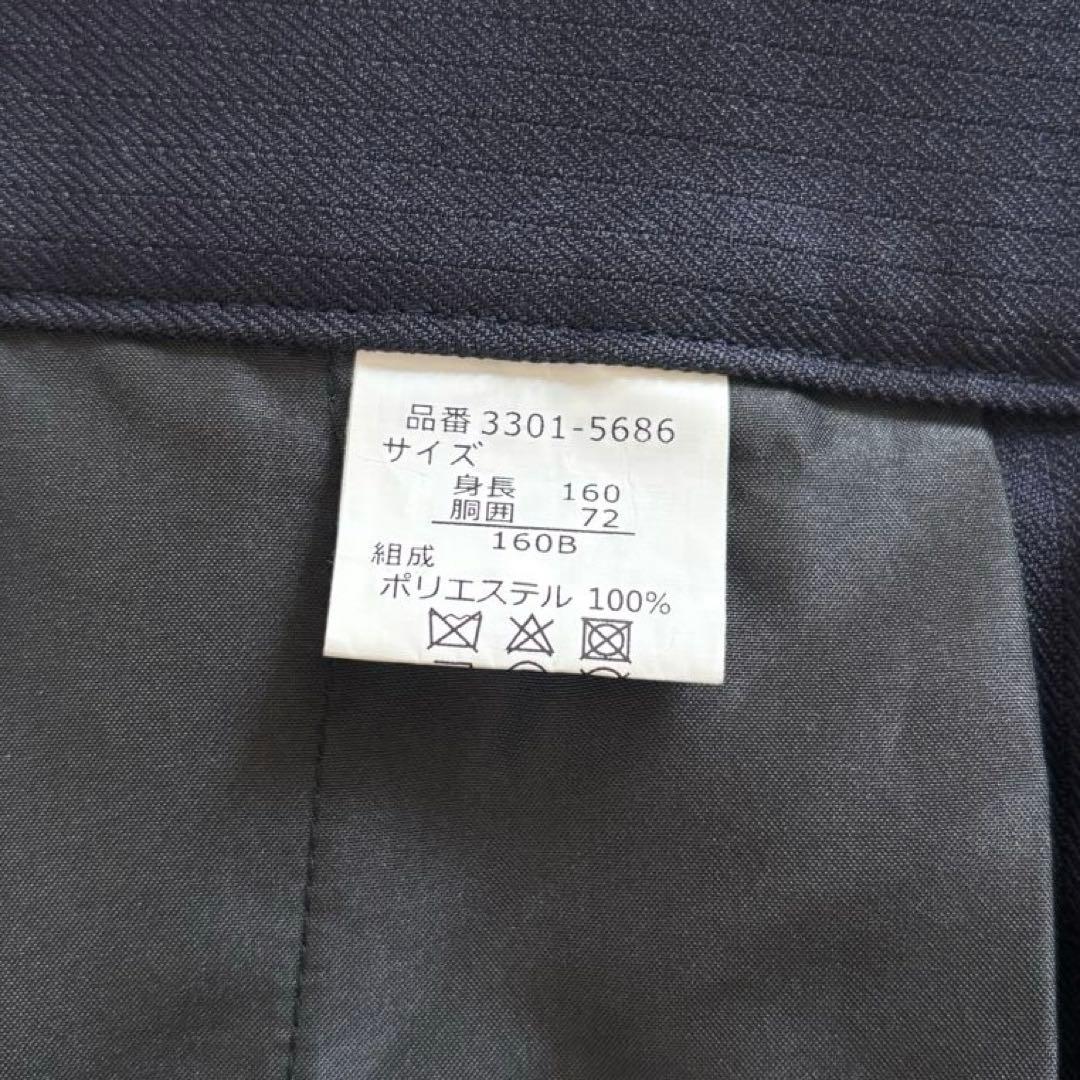 品番 3301-5686
サイズ
身長 160
胴囲 72
160B
組成
ポリエステル 100%